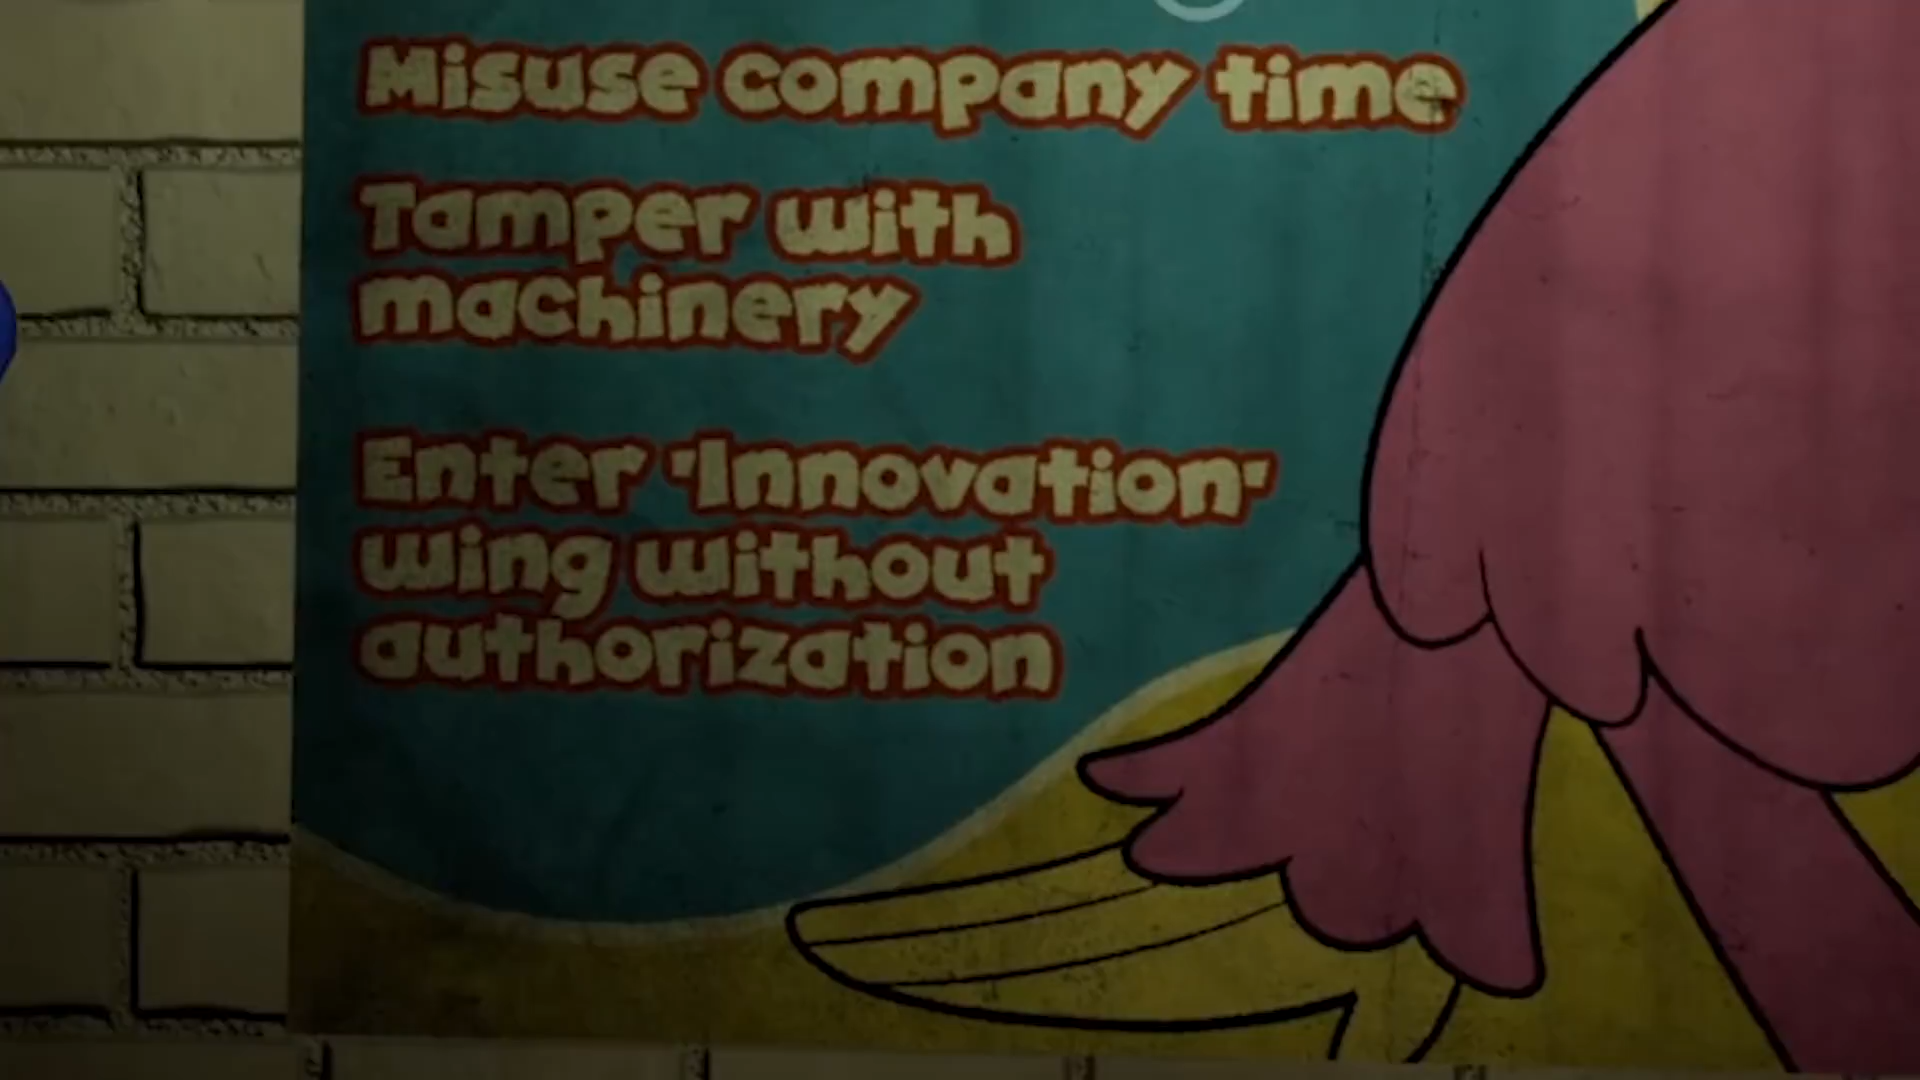 Misuse company time
Tamper with
machinery
Enter 'Innovation'
wing without
authorization